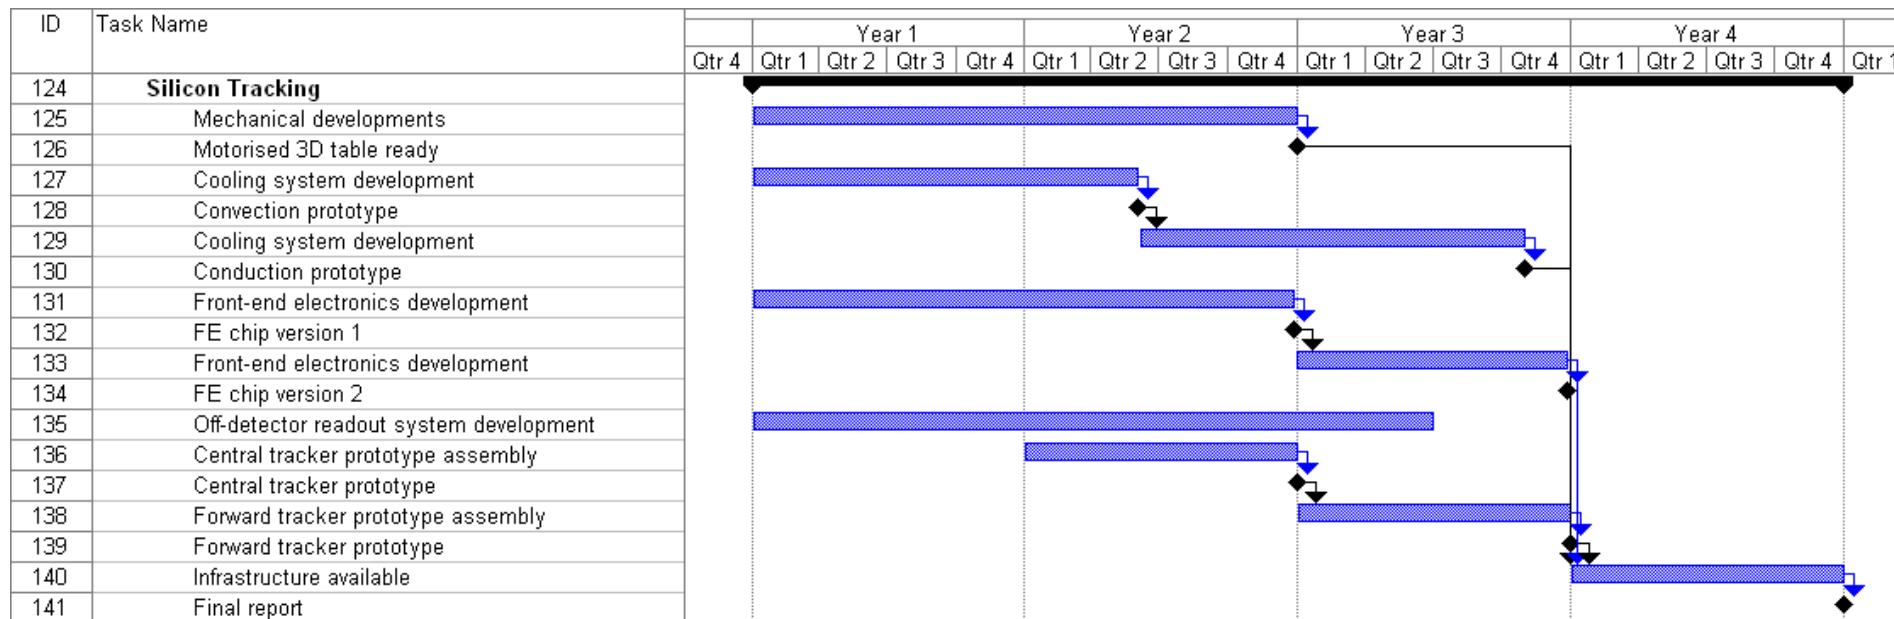 ID Task Name
Year 1 Year 2 Year 3 Year 4
Qtr 4 Qtr 1 Qtr 2 Qtr 3 Qtr 4 Qtr 1 Qtr 2 Qtr 3 Qtr 4 Qtr 1 Qtr 2 Qtr 3 Qtr 4 Qtr 1 Qtr 2 Qtr 3 Qtr 4 Qtr 1
124 Silicon Tracking
125 Mechanical developments
126 Motorised 3D table ready
127 Cooling system development
128 Convection prototype
129 Cooling system development
130 Conduction prototype
131 Front-end electronics development
132 FE chip version 1
133 Front-end electronics development
134 FE chip version 2
135 Off-detector readout system development
136 Central tracker prototype assembly
137 Central tracker prototype
138 Forward tracker prototype assembly
139 Forward tracker prototype
140 Infrastructure available
141 Final report